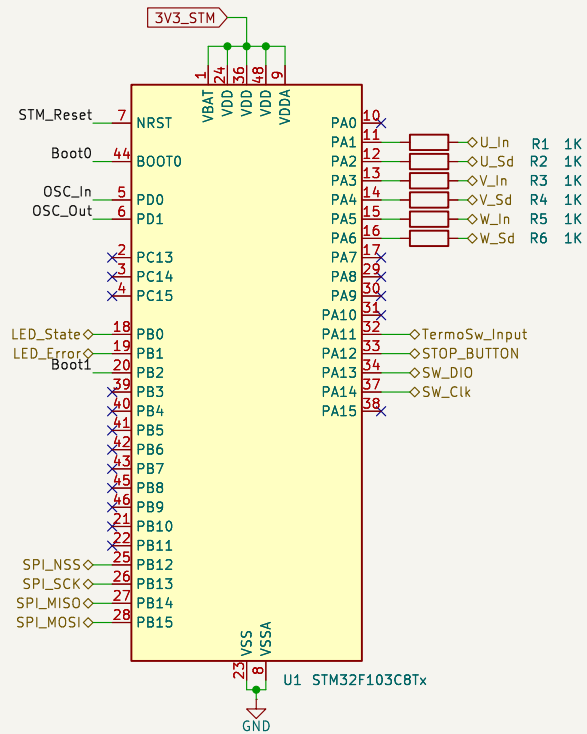 3V3_STM
1 24 36 48 9
VBAT VDD VDD VDD VDDA
STM_Reset 7 NRST
Boot0 44 BOOT0
OSC_In 5 PD0
OSC_Out 6 PD1
2 PC13
3 PC14
4 PC15
LED_State 18 PB0
LED_Error 19 PB1
Boot1 20 PB2
39 PB3
40 PB4
41 PB5
42 PB6
43 PB7
45 PB8
46 PB9
21 PB10
22 PB11
SPI_NSS 25 PB12
SPI_SCK 26 PB13
SPI_MISO 27 PB14
SPI_MOSI 28 PB15
PA0 10
PA1 11 U_In R1 1K
PA2 12 U_Sd R2 1K
PA3 13 V_In R3 1K
PA4 14 V_Sd R4 1K
PA5 15 W_In R5 1K
PA6 16 W_Sd R6 1K
PA7 17
PA8 29
PA9 30
PA10 31
PA11 32 TermoSw_Input
PA12 33 STOP_BUTTON
PA13 34 SW_DIO
PA14 37 SW_Clk
PA15 38
VSS VSSA
23 8
U1 STM32F103C8Tx
GND